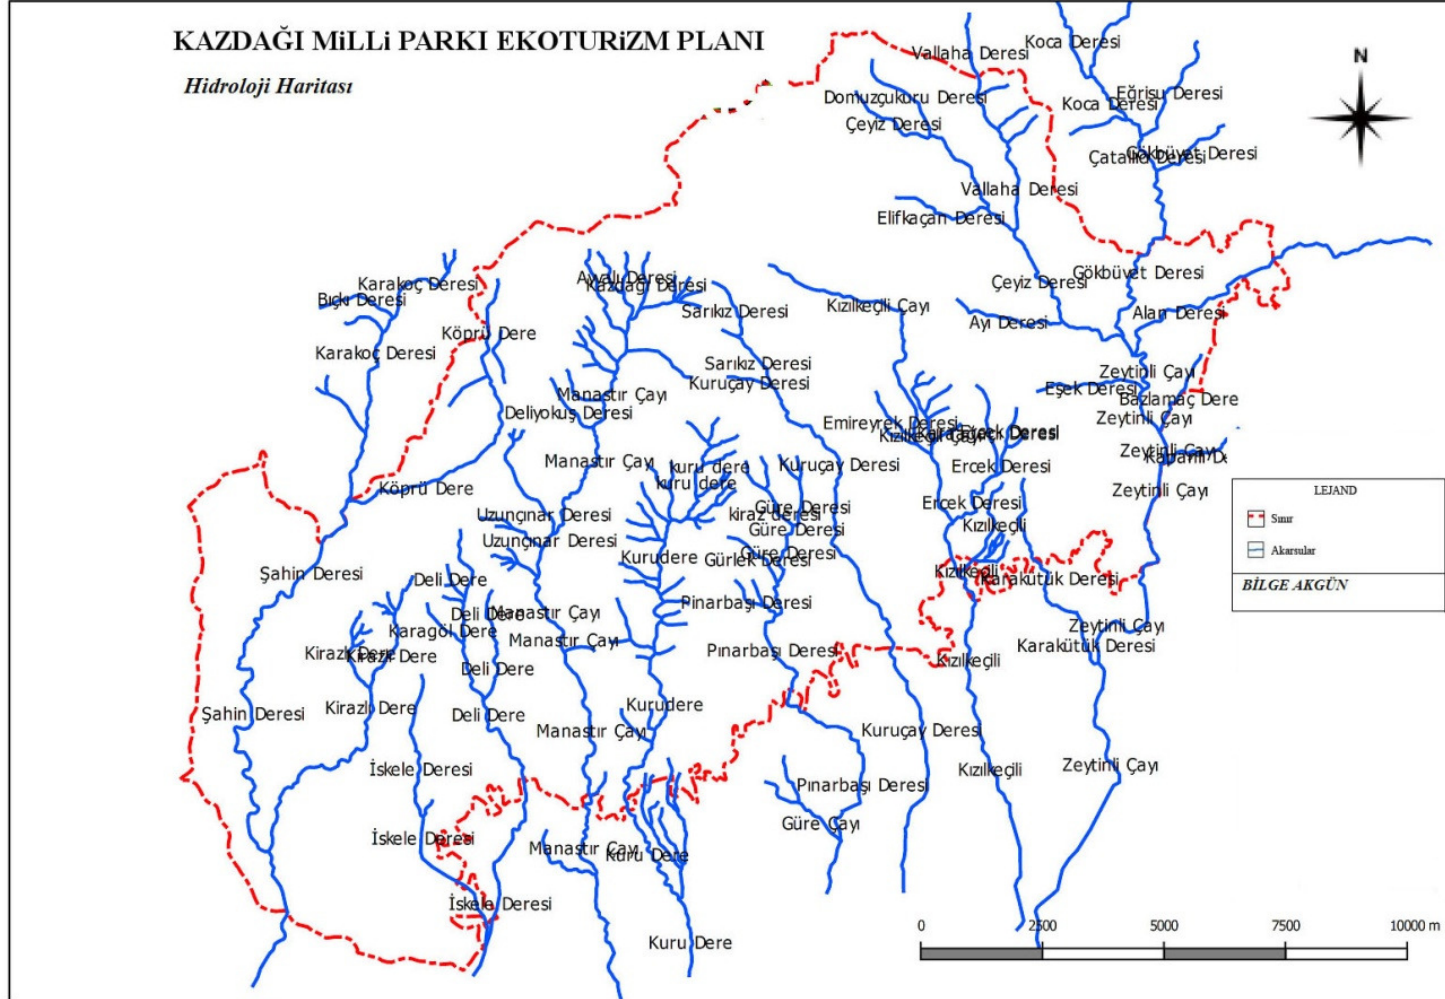 KAZDAĞI MiLLi PARKI EKOTURiZM PLANI
Hidroloji Haritası
N
Vallaha Deresi
Koca Deresi
Domuzçukuru Deresi
Eğrisu Deresi
Koca Deresi
Çeyiz Deresi
Gökbüvet Deresi
Vallaha Deresi
Elifkaçan Deresi
Gökbüvet Deresi
Ayvalı Deresi
Kazdağı Deresi
Karakoç Deresi
Bıçkı Deresi
Çeyiz Deresi
Kızılkeçili Çayı
Sarıkız Deresi
Alan Deresi
Ayı Deresi
Köprü Dere
Karakoç Deresi
Sarıkız Deresi
Kuruçay Deresi
Zeytinli Çayı
Eşek Deresi
Bazlamaç Dere
Manastır Çayı
Deliyokuş Deresi
Zeytinli Çayı
Emireyrek Deresi
Zeytinli Çayı
Manastır Çayı
kuru dere
Kuruçay Deresi
Ercek Deresi
kuru dere
Köprü Dere
Zeytinli Çayı
Ercek Deresi
LEJAND
Sınır
Akarsular
BİLGE AKGÜN
Uzunçınar Deresi
Güre Deresi
kiraz deresi
Güre Deresi
Kızılkeçili
Uzunçınar Deresi
Kurudere
Güre Deresi
Gürlek Deresi
Kızılkeçili
Karakütük Deresi
Şahin Deresi
Deli Dere
Deli Dere
Manastır Çayı
Pınarbaşı Deresi
Karagöl Dere
Manastır Çayı
Zeytinli Çayı
Karakütük Deresi
Kirazlı Dere
Kirazlı Dere
Pınarbaşı Deresi
Kızılkeçili
Deli Dere
Şahin Deresi
Kirazlı Dere
Deli Dere
Kurudere
Manastır Çayı
Kuruçay Deresi
İskele Deresi
Kızılkeçili
Zeytinli Çayı
Pınarbaşı Deresi
Güre Çayı
İskele Deresi
Manastır Çayı
Kuru Dere
İskele Deresi
Kuru Dere
0 2500 5000 7500 10000 m